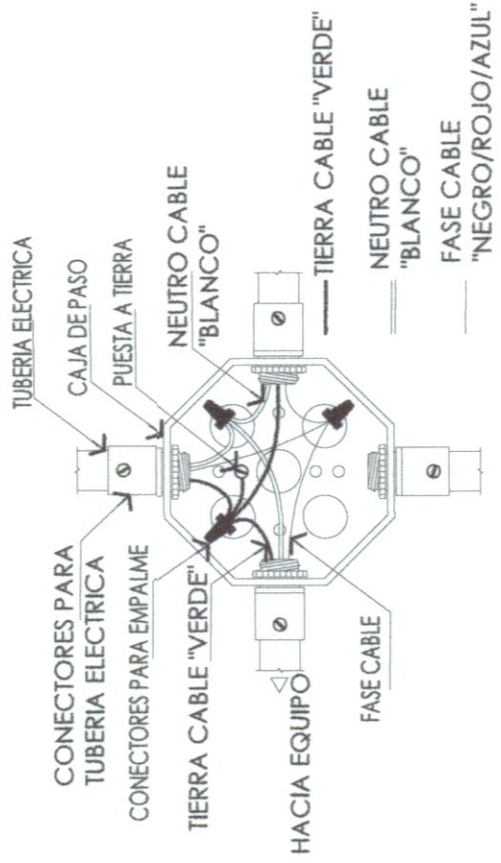 TUBERIA ELECTRICA
CAJA DE PASO
PUESTA A TIERRA
NEUTRO CABLE
"BLANCO"
CONECTORES PARA
TUBERIA ELECTRICA
CONECTORES PARA EMPALME
TIERRA CABLE "VERDE"
HACIA EQUIPO
FASE CABLE
TIERRA CABLE "VERDE"
NEUTRO CABLE
"BLANCO"
FASE CABLE
"NEGRO/ROJO/AZUL"